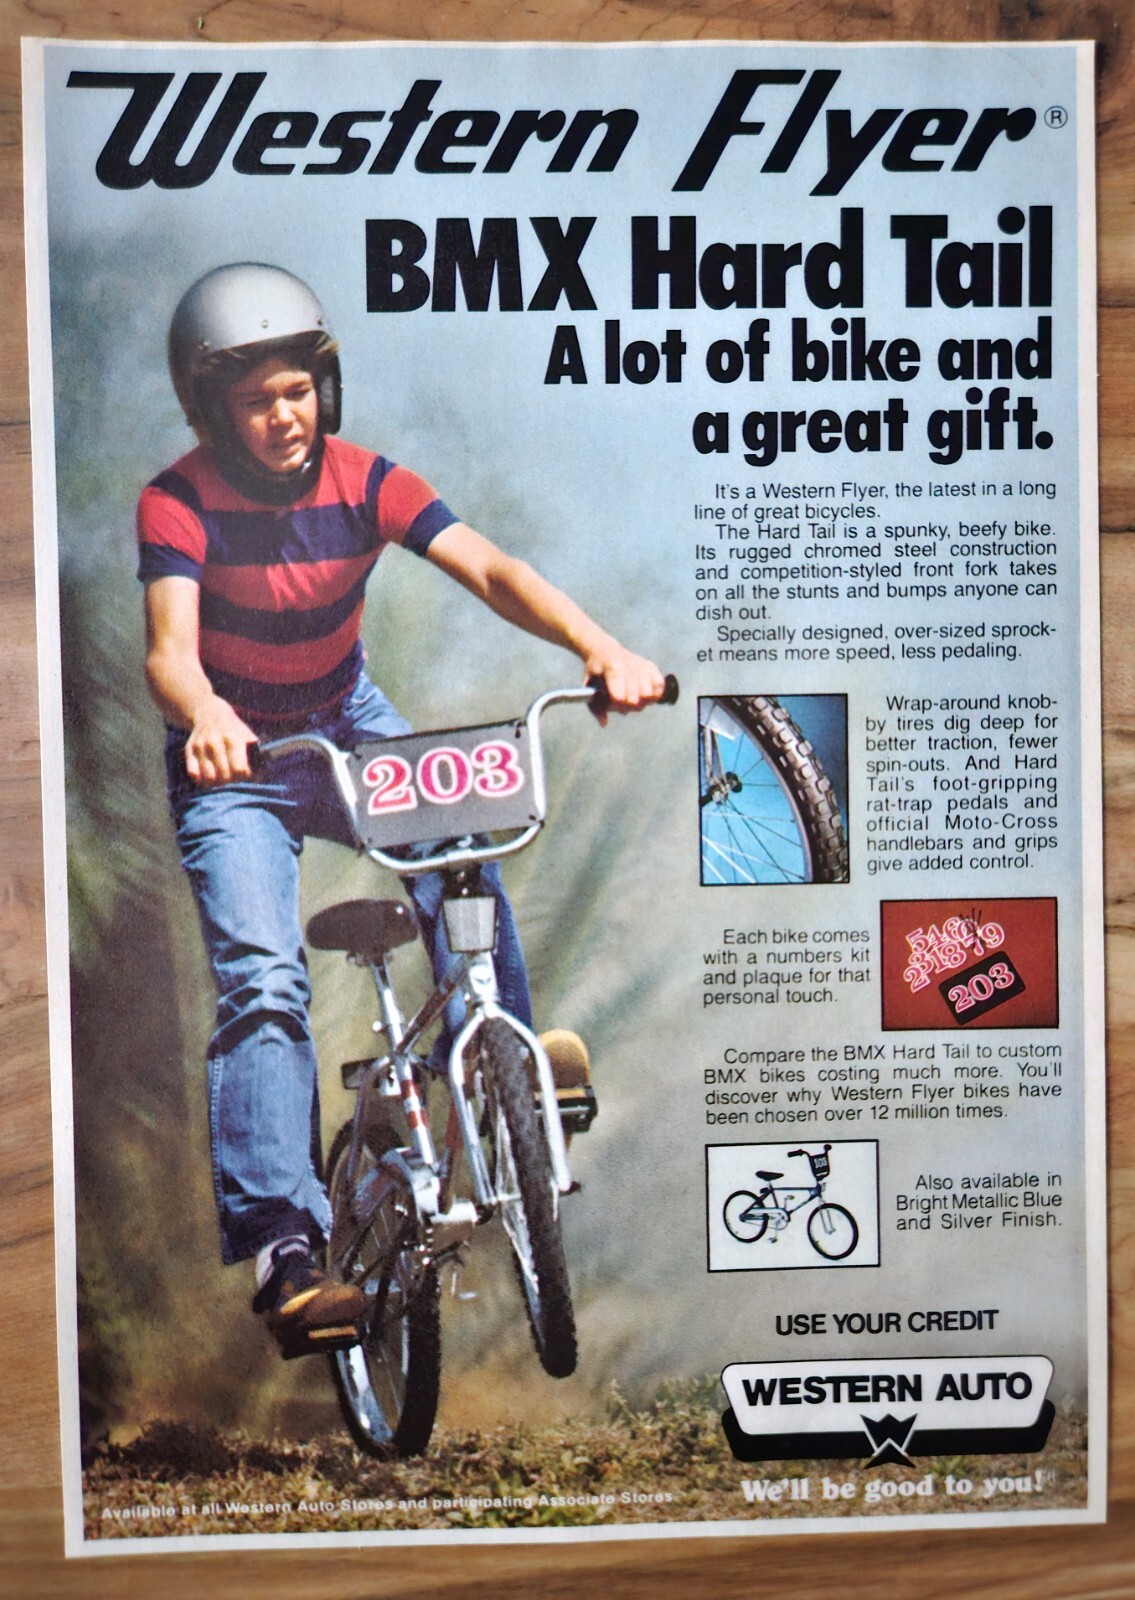 Western Flyer®
BMX Hard Tail
A lot of bike and
a great gift.
It's a Western Flyer, the latest in a long
line of great bicycles.
The Hard Tail is a spunky, beefy bike.
Its rugged chromed steel construction
and competition-styled front fork takes
on all the stunts and bumps anyone can
dish out.
Specially designed, over-sized sprock-
et means more speed, less pedaling.
203
Wrap-around knob-
by tires dig deep for
better traction, fewer
spin-outs. And Hard
Tail's foot-gripping
rat-trap pedals and
official Moto-Cross
handlebars and grips
give added control.
Each bike comes
with a numbers kit
and plaque for that
personal touch.
203
Compare the BMX Hard Tail to custom
BMX bikes costing much more. You'll
discover why Western Flyer bikes have
been chosen over 12 million times.
Also available in
Bright Metallic Blue
and Silver Finish.
USE YOUR CREDIT
WESTERN AUTO
W
We'll be good to you!
Available at all Western Auto Stores and participating Associate Stores.